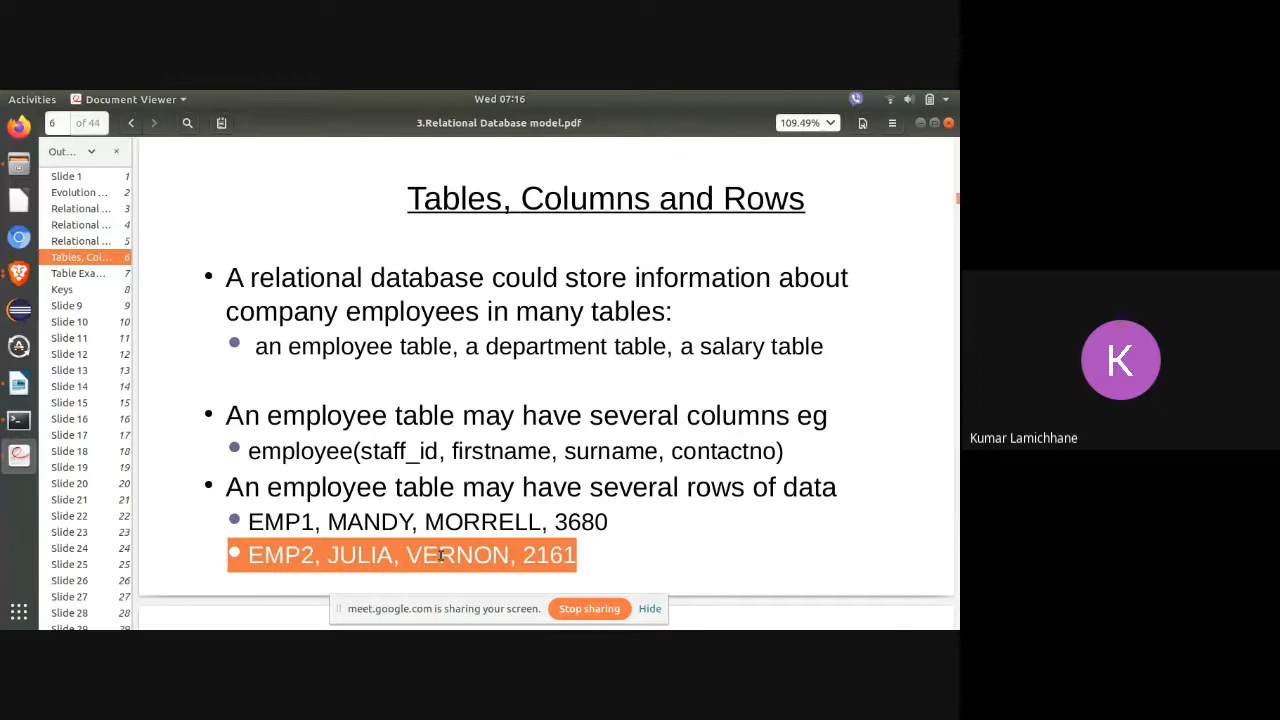 Activities
Document Viewer
Wed 07:16
6
of 44
3.Relational Database model.pdf
109.49%
Out...
Slide 1 1
Evolution ... 2
Relational ... 3
Relational ... 4
Relational ... 5
Tables, Col... 6
Table Exa... 7
Keys 8
Slide 9 9
Slide 10 10
Slide 11 11
Slide 12 12
Slide 13 13
Slide 14 14
Slide 15 15
Slide 16 16
Slide 17 17
Slide 18 18
Slide 19 19
Slide 20 20
Slide 21 21
Slide 22 22
Slide 23 23
Slide 24 24
Slide 25 25
Slide 26 26
Slide 27 27
Slide 28 28
Slide 29 29
Tables, Columns and Rows
• A relational database could store information about
company employees in many tables:
• an employee table, a department table, a salary table
• An employee table may have several columns eg
• employee(staff_id, firstname, surname, contactno)
• An employee table may have several rows of data
• EMP1, MANDY, MORRELL, 3680
• EMP2, JULIA, VERNON, 2161
meet.google.com is sharing your screen.
Stop sharing
Hide
K
Kumar Lamichhane